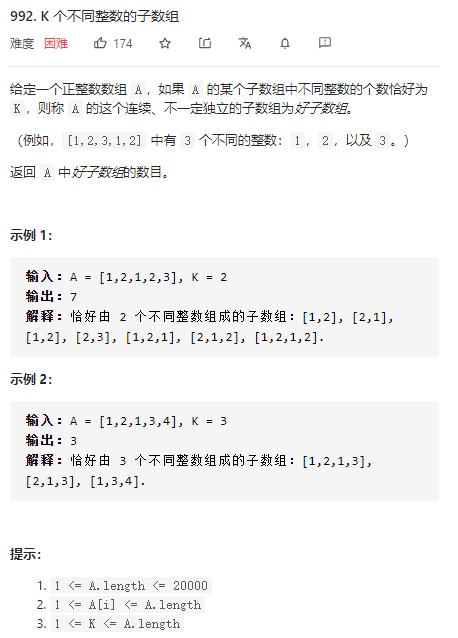 992. K 个不同整数的子数组
难度 困难 174
给定一个正整数数组 A，如果 A 的某个子数组中不同整数的个数恰好为
K，则称 A 的这个连续、不一定独立的子数组为好子数组。
（例如，[1,2,3,1,2] 中有 3 个不同的整数：1，2，以及 3。）
返回 A 中好子数组的数目。
示例 1：
输入：A = [1,2,1,2,3], K = 2
输出：7
解释：恰好由 2 个不同整数组成的子数组：[1,2], [2,1],
[1,2], [2,3], [1,2,1], [2,1,2], [1,2,1,2].
示例 2：
输入：A = [1,2,1,3,4], K = 3
输出：3
解释：恰好由 3 个不同整数组成的子数组：[1,2,1,3],
[2,1,3], [1,3,4].
提示：
1. 1 <= A.length <= 20000
2. 1 <= A[i] <= A.length
3. 1 <= K <= A.length